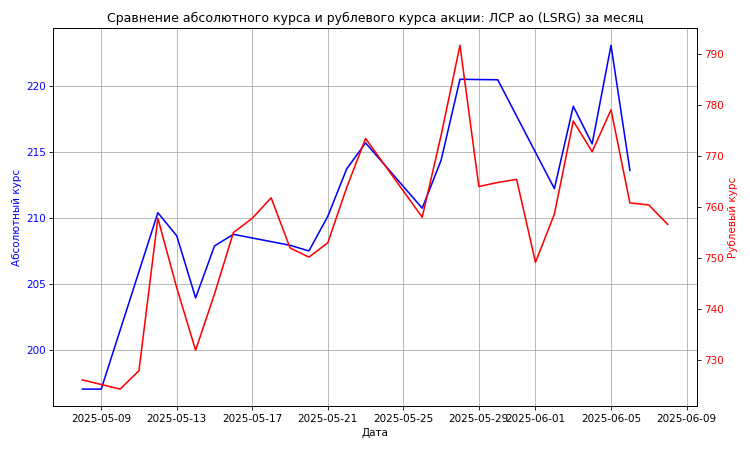 Сравнение абсолютного курса и рублевого курса акции: ЛСР ао (LSRG) за месяц
Абсолютный курс
220
215
210
205
200
790
780
770
760
750
740
730
Рублевый курс
2025-05-09 2025-05-13 2025-05-17 2025-05-21 2025-05-25 2025-05-29 2025-06-01 2025-06-05 2025-06-09
Дата